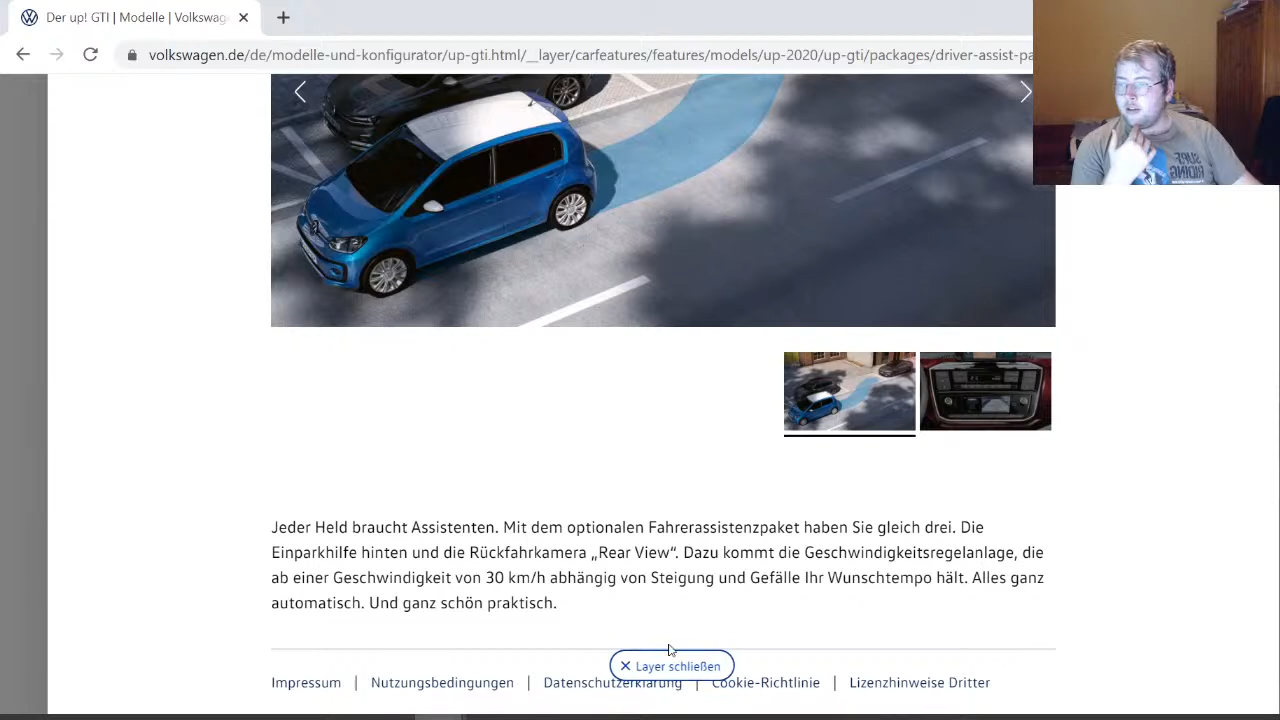 Der up! GTI | Modelle | Volkswag
volkswagen.de/de/modelle-und-konfigurator/up-gti.html/__layer/carfeatures/features/models/up-2020/up-gti/packages/driver-assist-pa
SURF
RIDING
Jeder Held braucht Assistenten. Mit dem optionalen Fahrerassistenzpaket haben Sie gleich drei. Die
Einparkhilfe hinten und die Rückfahrkamera „Rear View“. Dazu kommt die Geschwindigkeitsregelanlage, die
ab einer Geschwindigkeit von 30 km/h abhängig von Steigung und Gefälle Ihr Wunschtempo hält. Alles ganz
automatisch. Und ganz schön praktisch.
Layer schließen
Impressum | Nutzungsbedingungen | Datenschutzerklärung | Cookie-Richtlinie | Lizenzhinweise Dritter